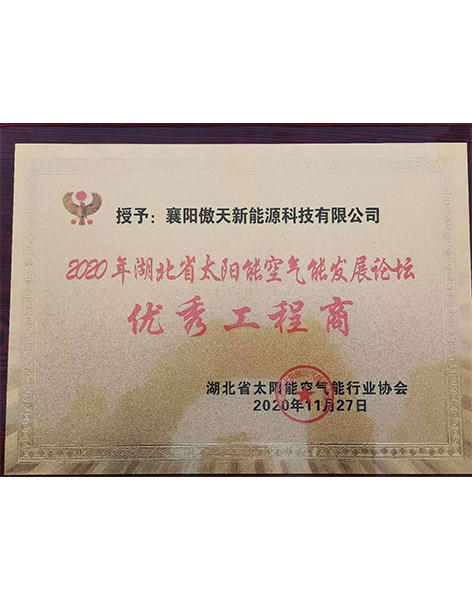 授予：襄阳傲天新能源科技有限公司
2020年湖北省太阳能空气能发展论坛
优秀工程商
湖北省太阳能空气能行业协会
2020年11月27日